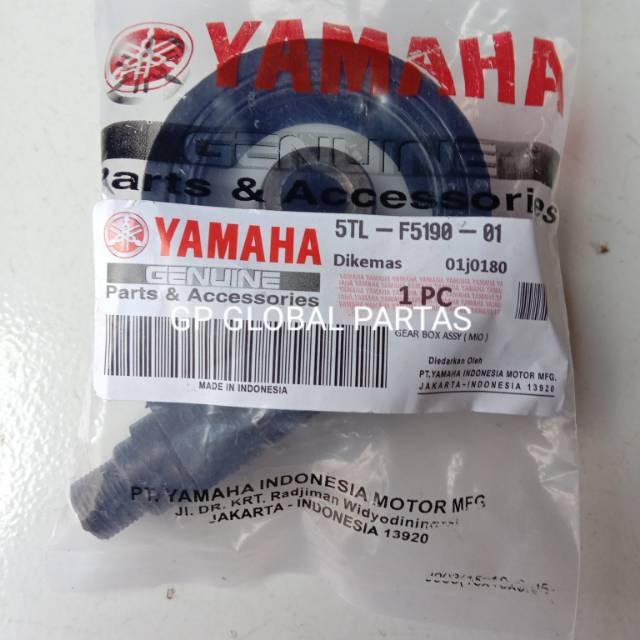 YAMAHA
GENUINE
Parts & Accessories
YAMAHA
GENUINE
Parts & Accessories
MADE IN INDONESIA
5TL - F5190 - 01
Dikemas 01j0180
1 PC
GEAR BOX ASSY ( MIO )
Diedarkan Oleh
PT.YAMAHA INDONESIA MOTOR MFG.
JAKARTA-INDONESIA 13920
GP GLOBAL PARTAS
PT. YAMAHA INDONESIA MOTOR MFG
Jl. DR. KRT. Radjiman
JAKARTA - INDONESIA 13920